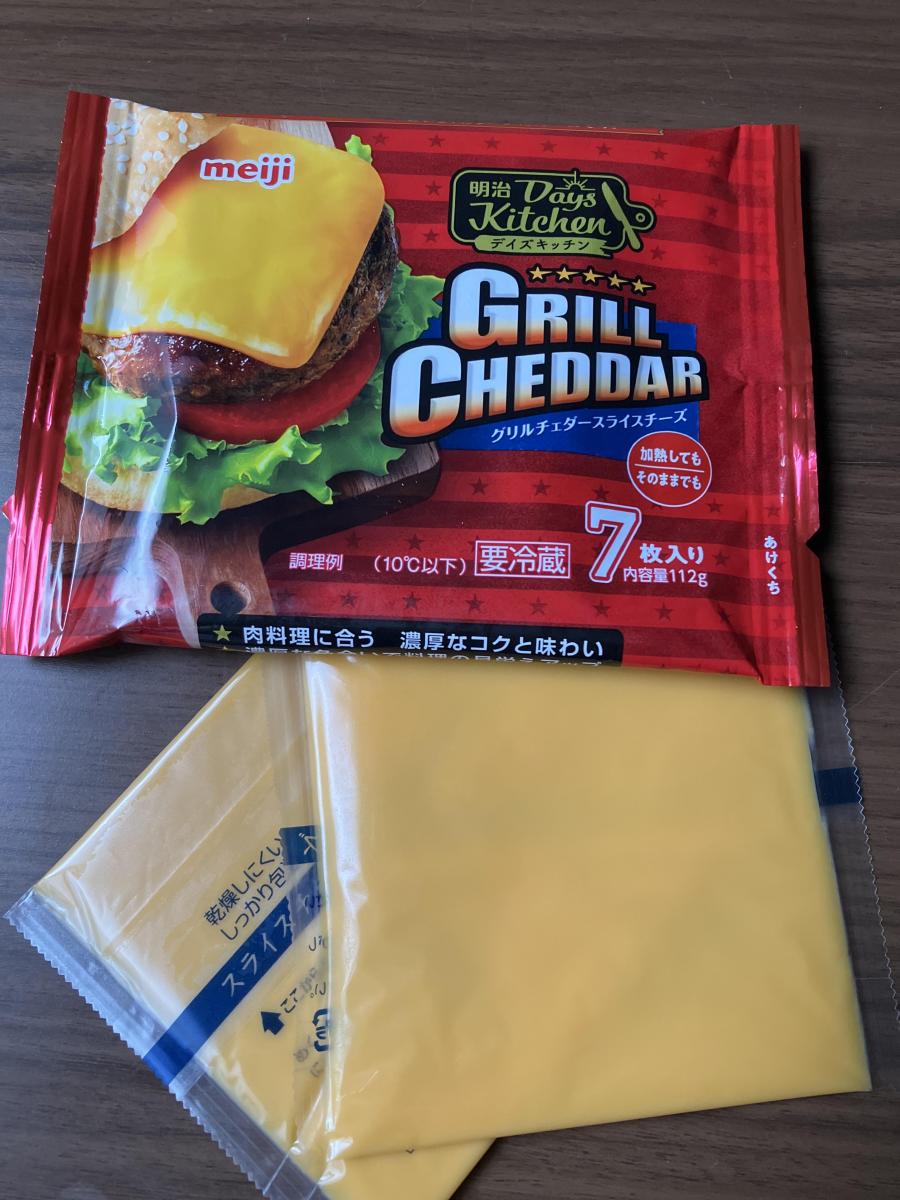 meiji
明治 Days
Kitchen
デイズキッチン
GRILL
CHEDDAR
グリルチェダースライスチーズ
加熱しても
そのままでも
7枚入り
内容量112g
調理例 (10℃以下) 要冷蔵
あけくち
★ 肉料理に合う 濃厚なコクと味わい
乾燥しにくい
しっかり包
スライス